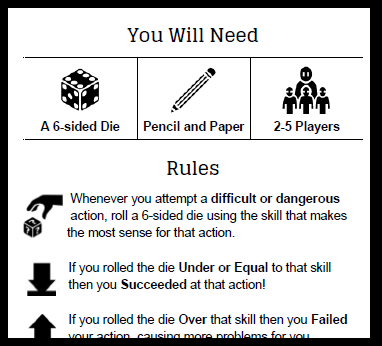 You Will Need
A 6-sided Die
Pencil and Paper
2-5 Players
Rules
Whenever you attempt a difficult or dangerous
action, roll a 6-sided die using the skill that makes
the most sense for that action.
If you rolled the die Under or Equal to that skill
then you Succeeded at that action!
If you rolled the die Over that skill then you Failed
your action, causing more problems for you